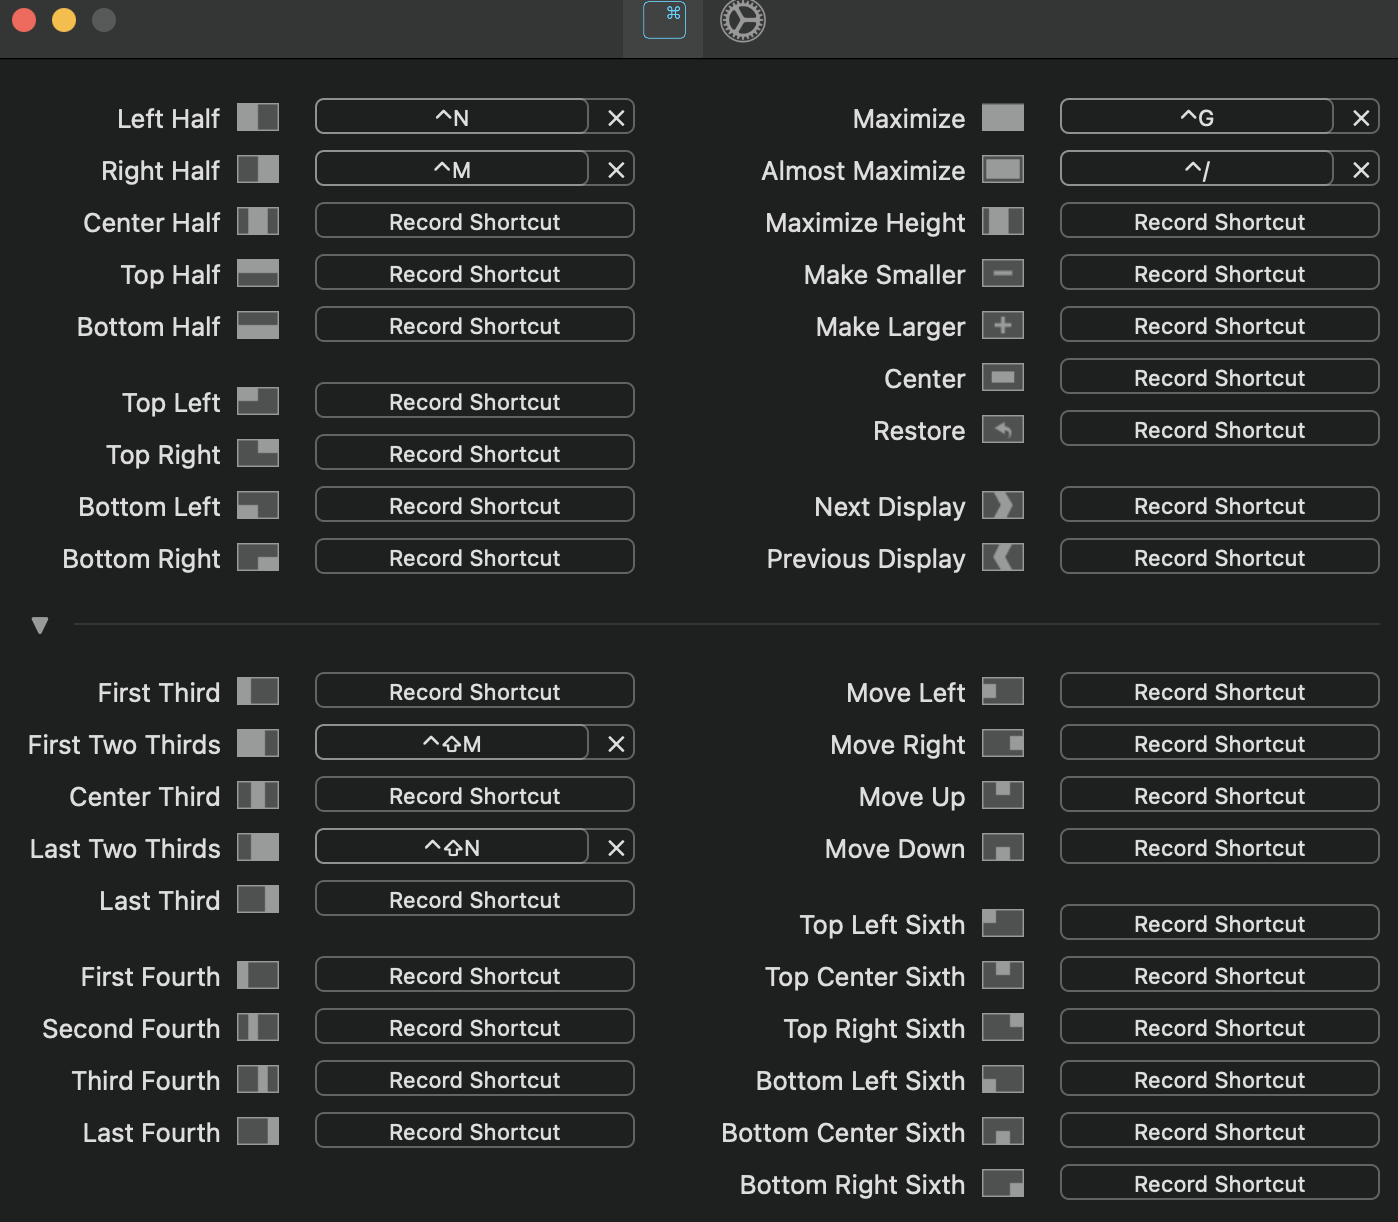 ⌘
Left Half ^N ✕
Right Half ^M ✕
Center Half Record Shortcut
Top Half Record Shortcut
Bottom Half Record Shortcut
Top Left Record Shortcut
Top Right Record Shortcut
Bottom Left Record Shortcut
Bottom Right Record Shortcut
Maximize ^G ✕
Almost Maximize ^/ ✕
Maximize Height Record Shortcut
Make Smaller Record Shortcut
Make Larger Record Shortcut
Center Record Shortcut
Restore Record Shortcut
Next Display Record Shortcut
Previous Display Record Shortcut
First Third Record Shortcut
First Two Thirds ^⇧M ✕
Center Third Record Shortcut
Last Two Thirds ^⇧N ✕
Last Third Record Shortcut
First Fourth Record Shortcut
Second Fourth Record Shortcut
Third Fourth Record Shortcut
Last Fourth Record Shortcut
Move Left Record Shortcut
Move Right Record Shortcut
Move Up Record Shortcut
Move Down Record Shortcut
Top Left Sixth Record Shortcut
Top Center Sixth Record Shortcut
Top Right Sixth Record Shortcut
Bottom Left Sixth Record Shortcut
Bottom Center Sixth Record Shortcut
Bottom Right Sixth Record Shortcut